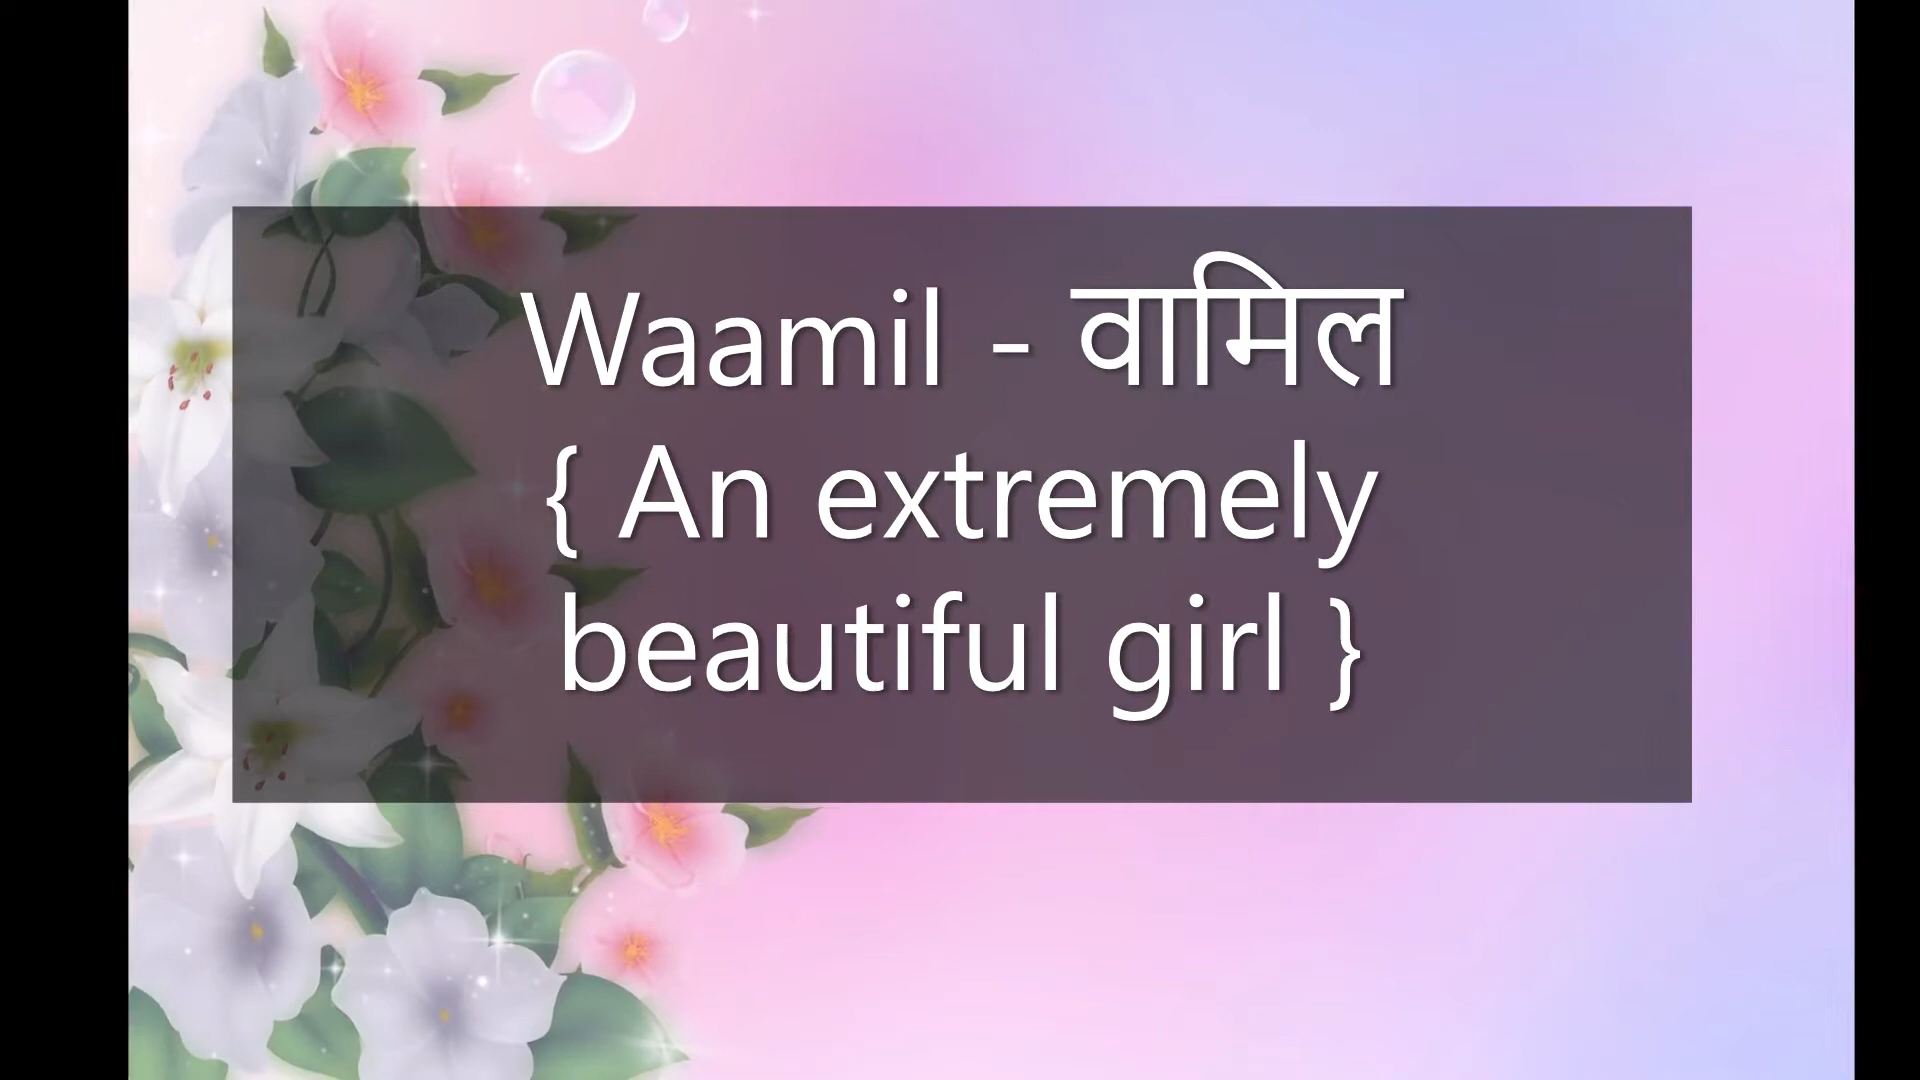 Waamil - वामिल
{ An extremely
beautiful girl }